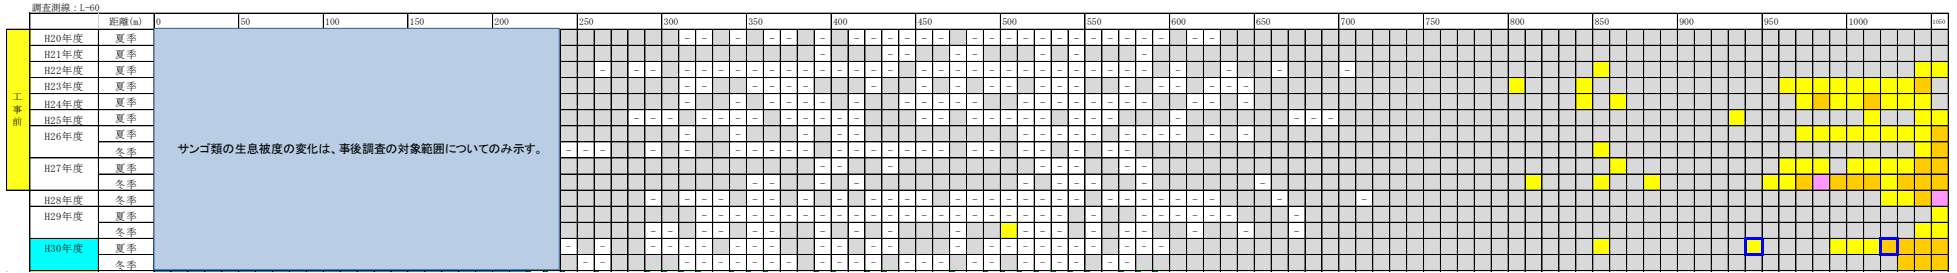 調査測線：L-60
距離(m) 0 50 100 150 200 250 300 350 400 450 500 550 600 650 700 750 800 850 900 950 1000 1050
工事前
H20年度 夏季
H21年度 夏季
H22年度 夏季
H23年度 夏季
H24年度 夏季
H25年度 夏季
H26年度 夏季
冬季
H27年度 夏季
冬季
H28年度 冬季
H29年度 夏季
冬季
H30年度 夏季
冬季
サンゴ類の生息被度の変化は、事後調査の対象範囲についてのみ示す。